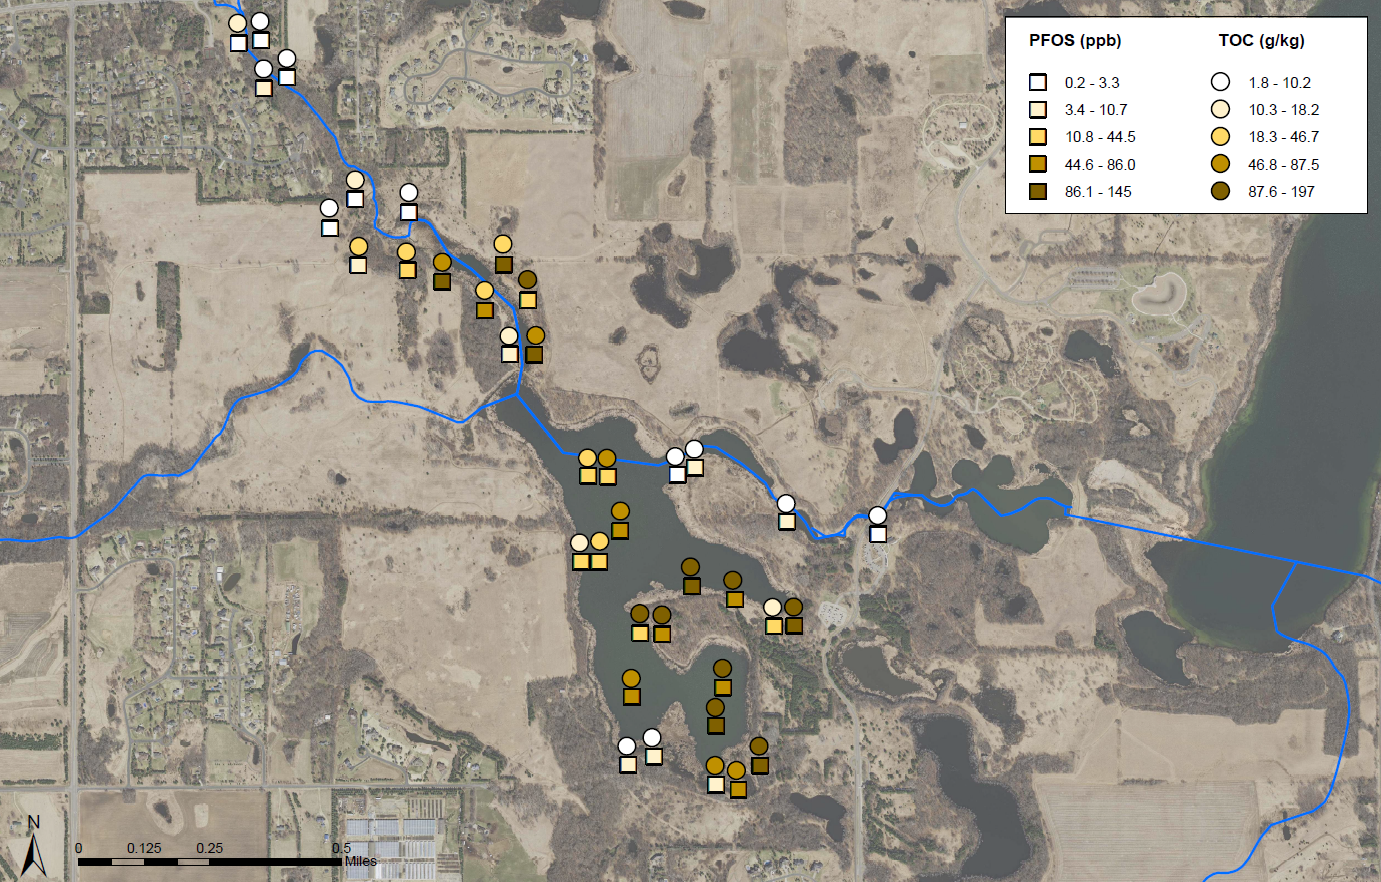 PFOS (ppb) TOC (g/kg)
0.2 - 3.3 1.8 - 10.2
3.4 - 10.7 10.3 - 18.2
10.8 - 44.5 18.3 - 46.7
44.6 - 86.0 46.8 - 87.5
86.1 - 145 87.6 - 197
N
0 0.125 0.25 0.5
Miles